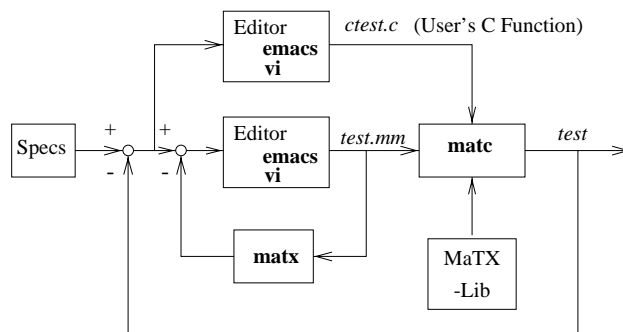 Editor
emacs
vi
ctest.c (User's C Function)
Specs
+
-
+
-
Editor
emacs
vi
test.mm
matc
test
matx
MaTX
-Lib